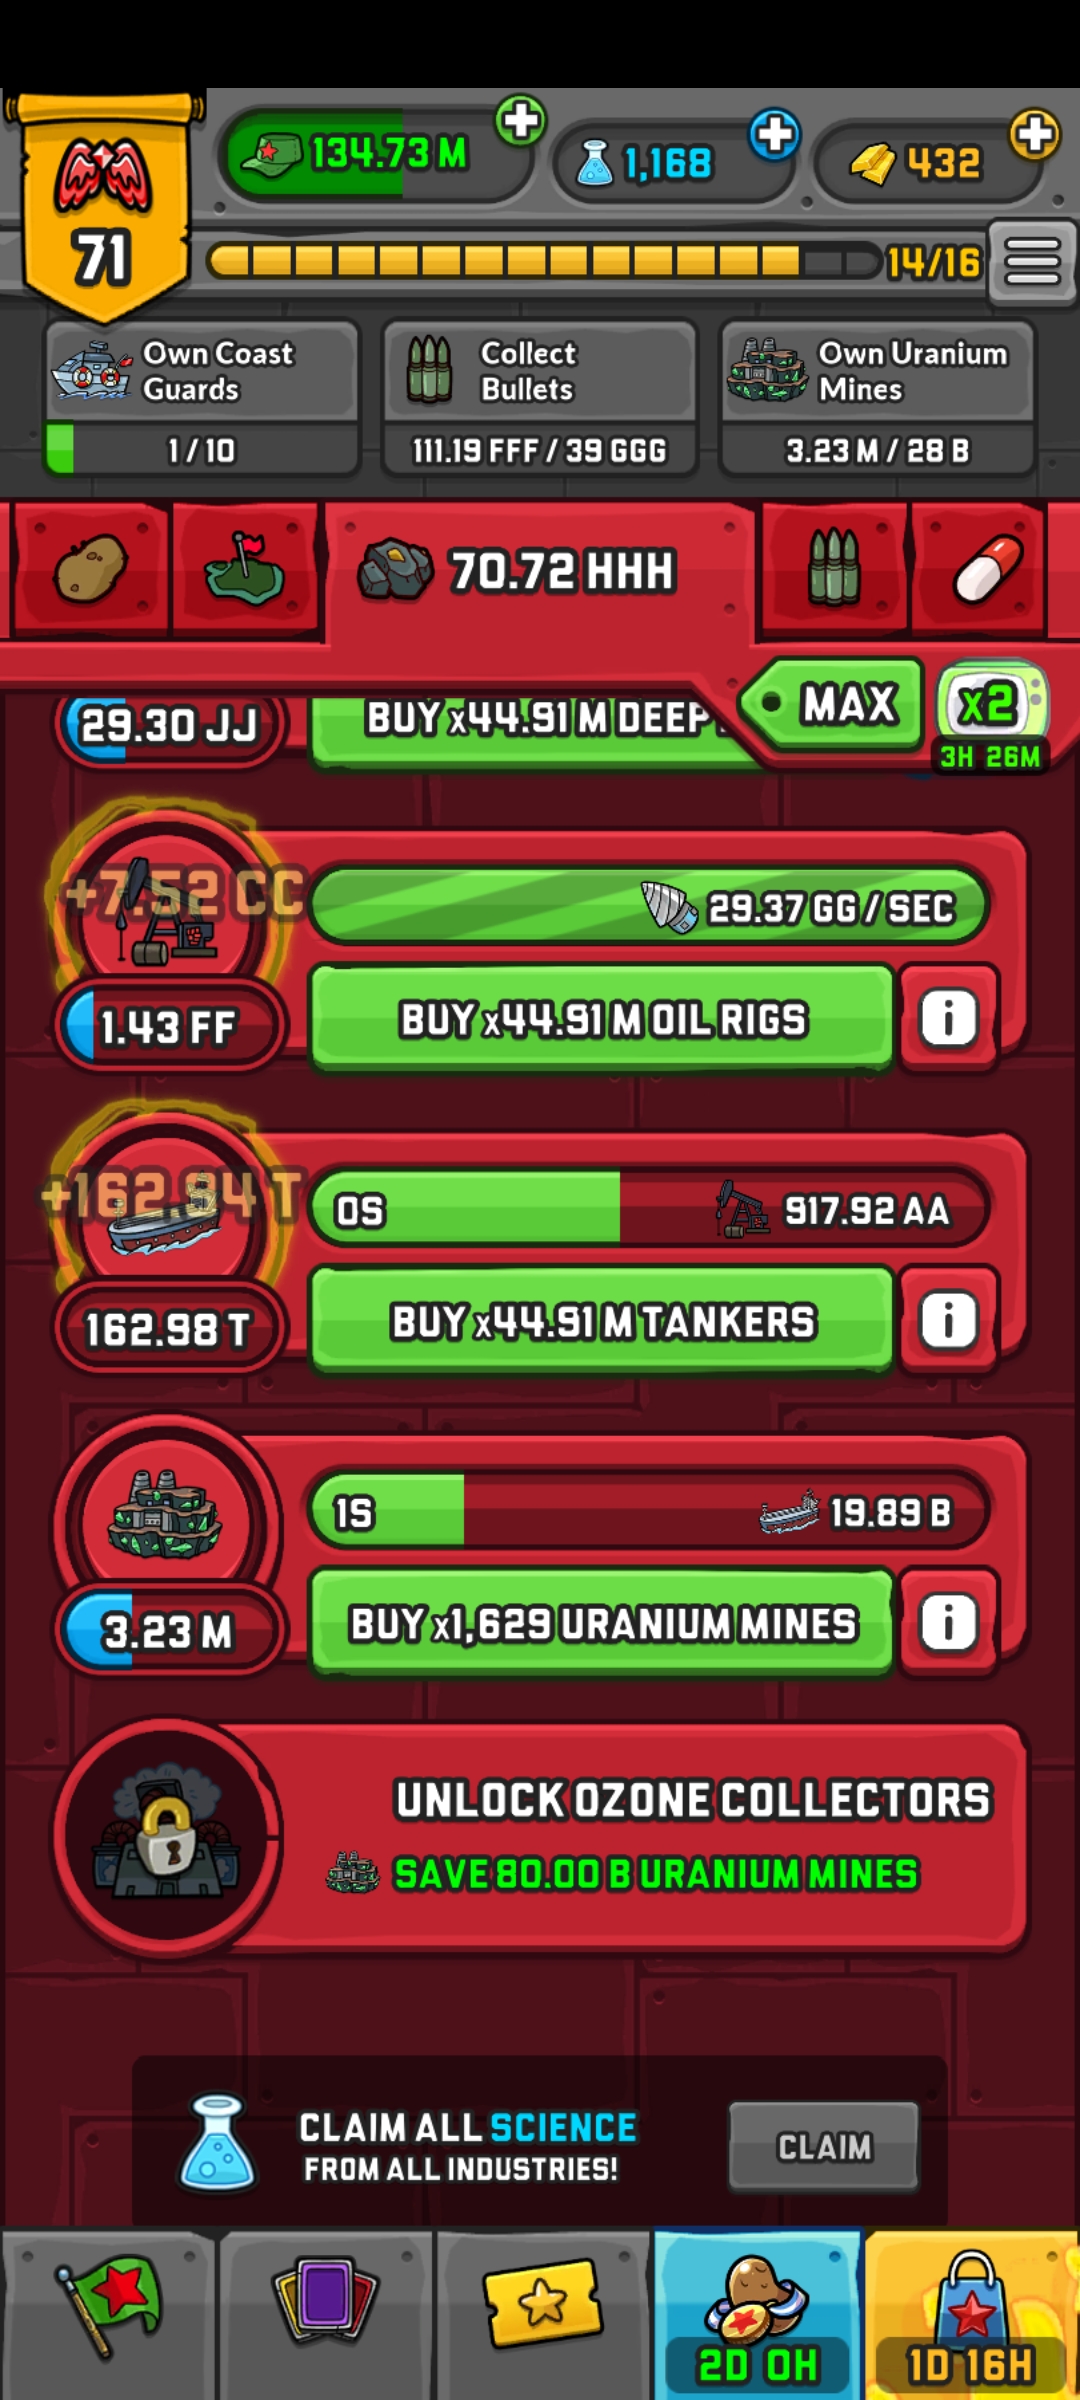 134.73 M
1,168
432
71
14/16
Own Coast
Guards
1/10
Collect
Bullets
111.19 FFF / 39 GGG
Own Uranium
Mines
3.23 M / 28 B
70.72 HHH
MAX
x2
3H 26M
29.30 JJ
BUY x44.91 M DEEP
+7.52 CC
29.37 GG / SEC
1.43 FF
BUY x44.91 M OIL RIGS
i
+162.94 T
0S
917.92 AA
162.98 T
BUY x44.91 M TANKERS
i
1S
19.89 B
3.23 M
BUY x1,629 URANIUM MINES
i
UNLOCK OZONE COLLECTORS
SAVE 80.00 B URANIUM MINES
CLAIM ALL SCIENCE
FROM ALL INDUSTRIES!
CLAIM
2D 0H
1D 16H